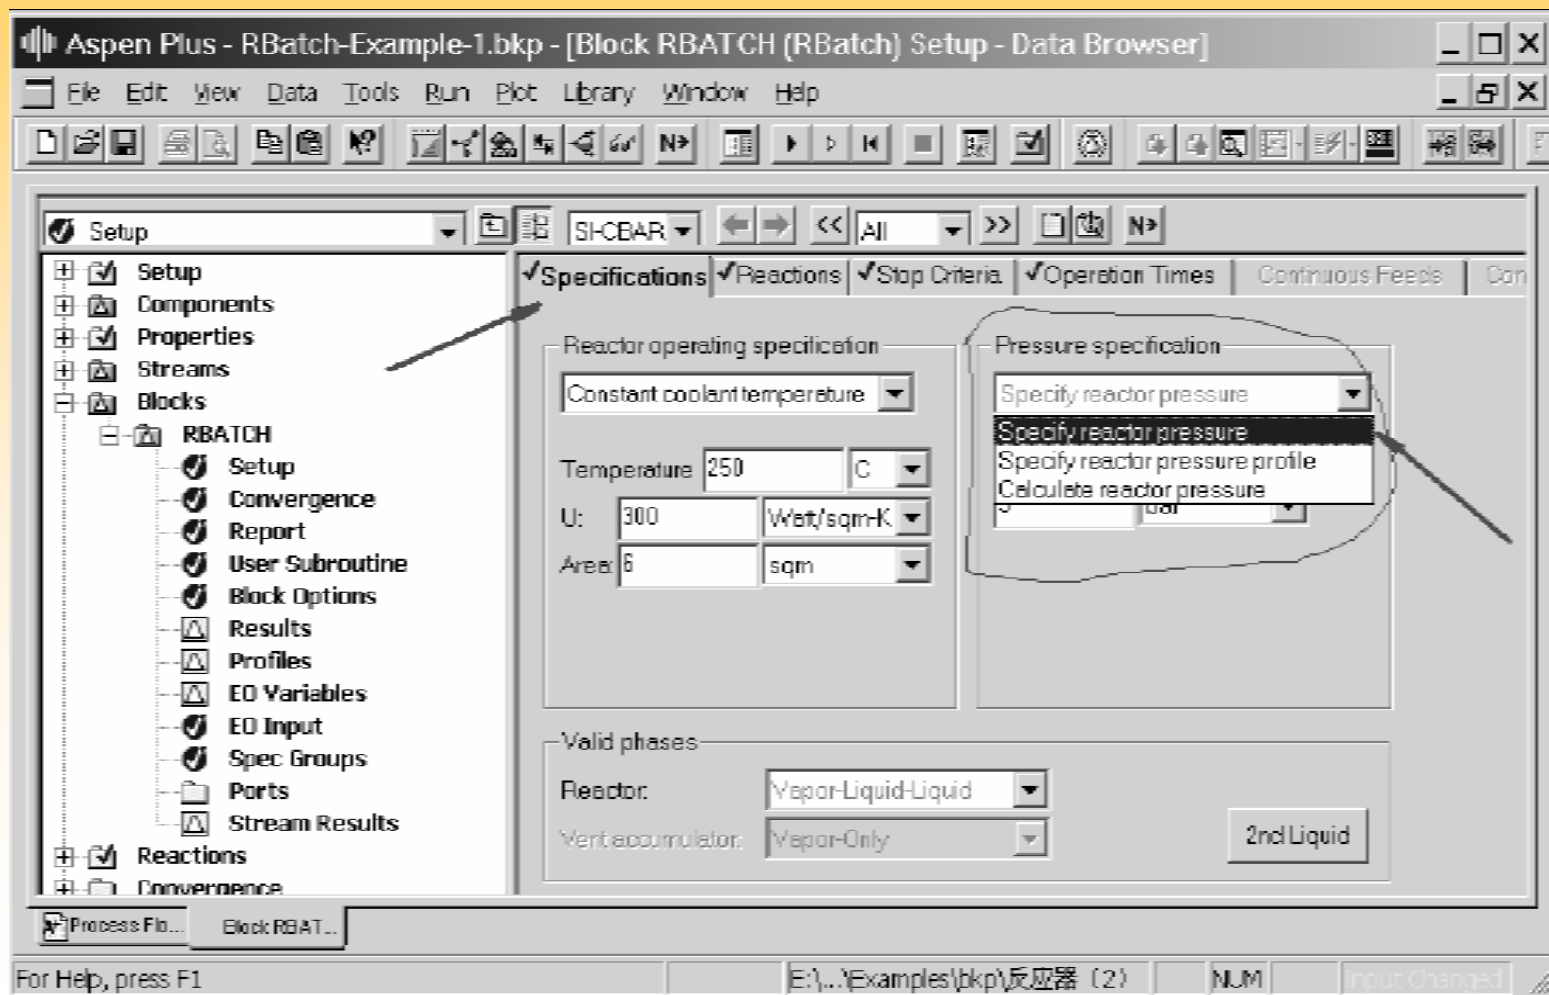 Aspen Plus - RBatch-Example-1.bkp - [Block RBATCH (RBatch) Setup - Data Browser]
File Edit View Data Tools Run Plot Library Window Help
Setup
SI-CBAR
All
Setup
Components
Properties
Streams
Blocks
RBATCH
Setup
Convergence
Report
User Subroutine
Block Options
Results
Profiles
EO Variables
EO Input
Spec Groups
Ports
Stream Results
Reactions
Convergence
Specifications Reactions Stop Criteria Operation Times Continuous Feeds Con
Reactor operating specification
Constant coolant temperature
Temperature 250 C
U: 300 Watt/sqm-K
Area: 6 sqm
Pressure specification
Specify reactor pressure
Specify reactor pressure
Specify reactor pressure profile
Calculate reactor pressure
bar
Valid phases
Reactor: Vapor-Liquid-Liquid
Vent accumulator: Vapor-Only
2nd Liquid
Process Flo... Block RBAT...
For Help, press F1 E:\...\Examples\bkp\反应器（2） NUM Input Changed